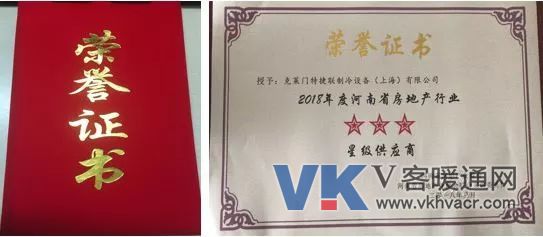 荣誉证书
荣誉证书
授予：克莱门特捷联制冷设备（上海）有限公司
2018年度河南省房地产行业
星级供应商
VK V客暖通网
www.vkhvacr.com